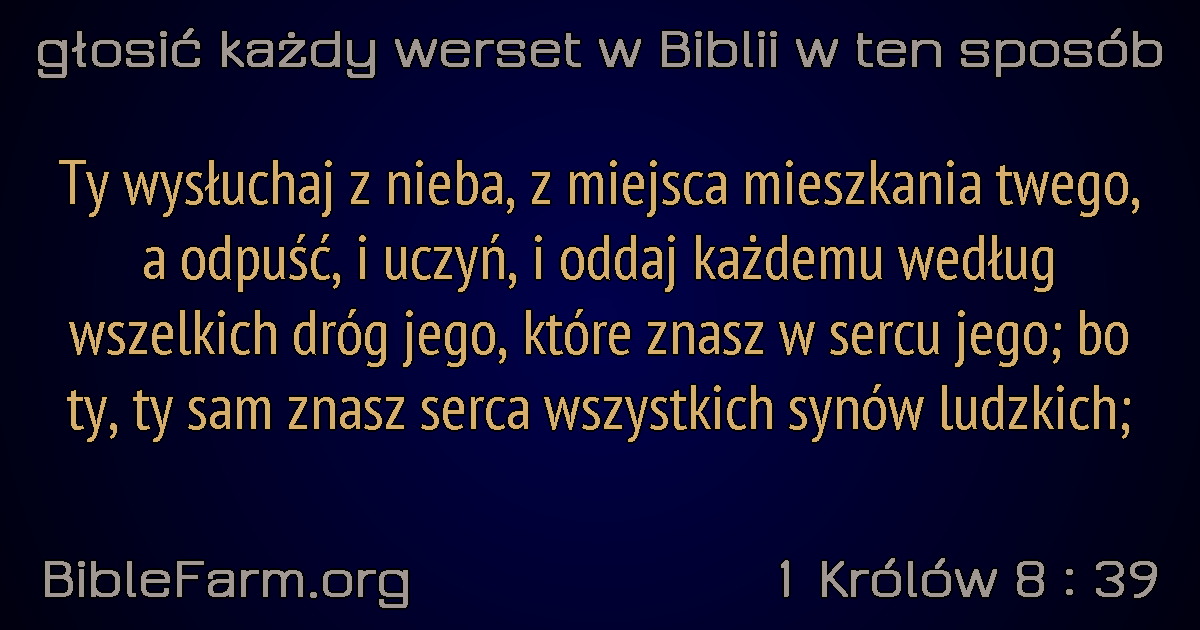 głosić każdy werset w Biblii w ten sposób
Ty wysłuchaj z nieba, z miejsca mieszkania twego,
a odpuść, i uczyń, i oddaj każdemu według
wszelkich dróg jego, które znasz w sercu jego; bo
ty, ty sam znasz serca wszystkich synów ludzkich;
BibleFarm.org
1 Królów 8 : 39